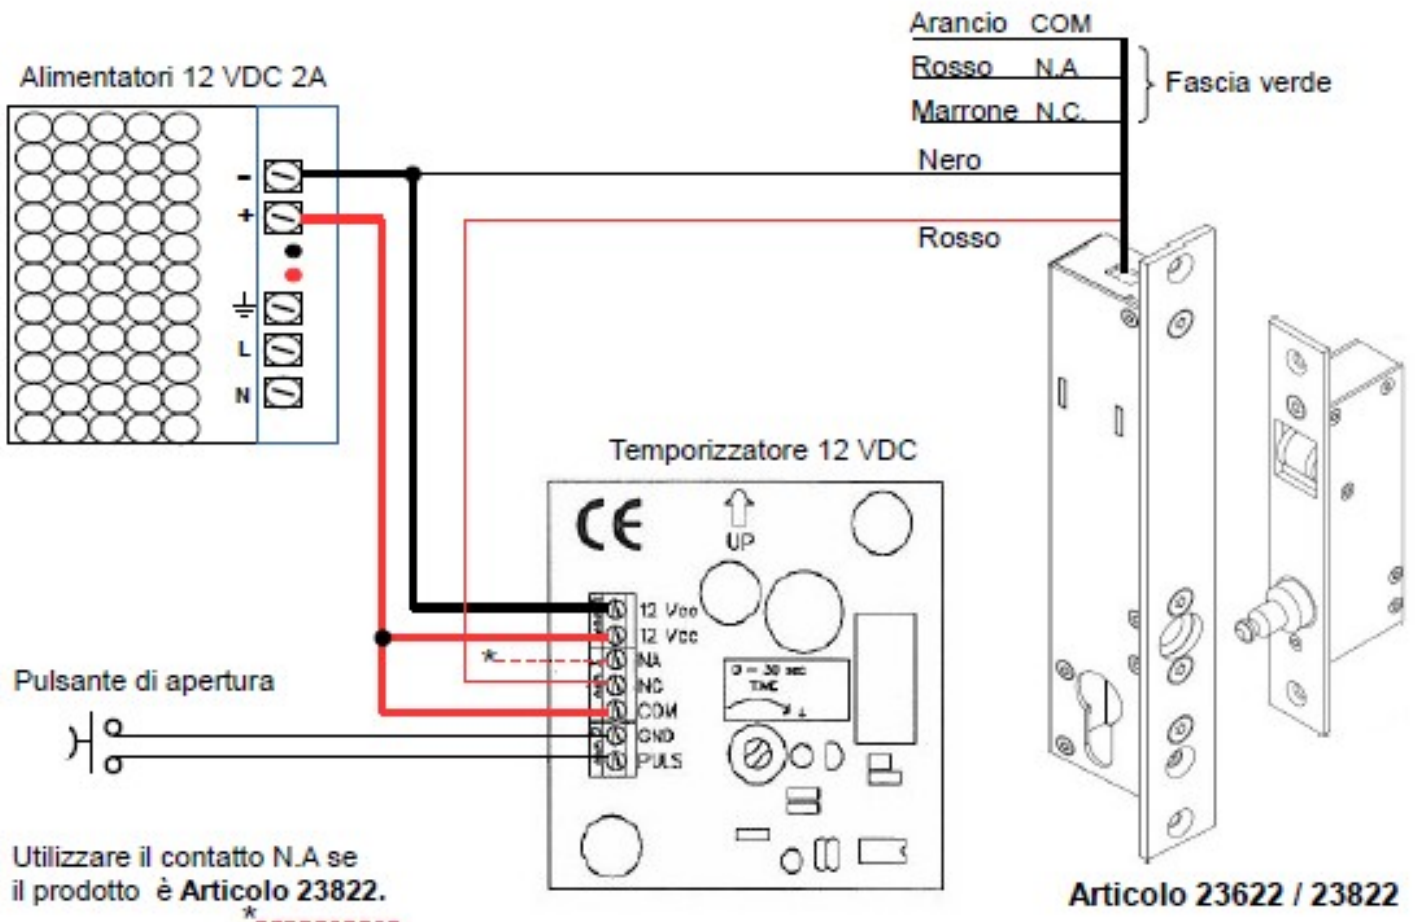 Arancio COM
Rosso N.A
Marrone N.C.
Fascia verde
Nero
Rosso
Alimentatori 12 VDC 2A
-
+
L
N
Temporizzatore 12 VDC
CE
UP
12 Vcc
12 Vcc
* NA
NC
COM
GND
PULS
0 - 30 sec
TIME
+
Pulsante di apertura
Utilizzare il contatto N.A se
il prodotto è Articolo 23822.
*
Articolo 23622 / 23822